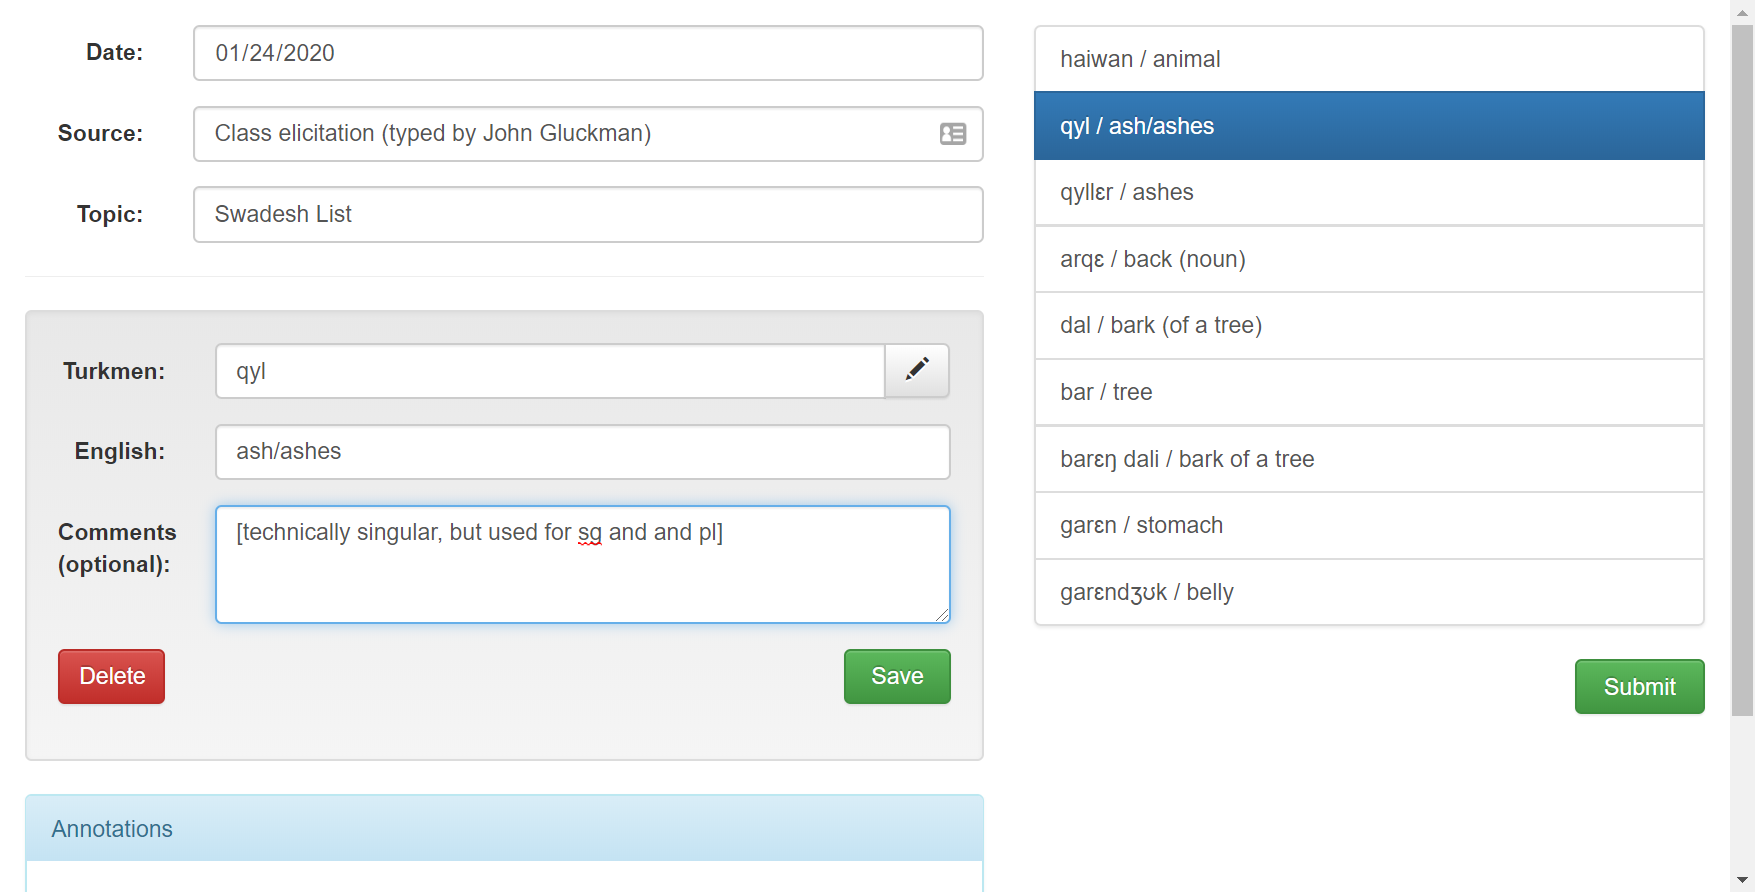 Date:
01/24/2020
Source:
Class elicitation (typed by John Gluckman)
Topic:
Swadesh List
Turkmen:
qyl
English:
ash/ashes
Comments
(optional):
[technically singular, but used for sg and and pl]
Delete
Save
Annotations
haiwan / animal
qyl / ash/ashes
qyllɛr / ashes
arqɛ / back (noun)
dal / bark (of a tree)
bar / tree
barɛŋ dali / bark of a tree
garɛn / stomach
garɛndʒʊk / belly
Submit